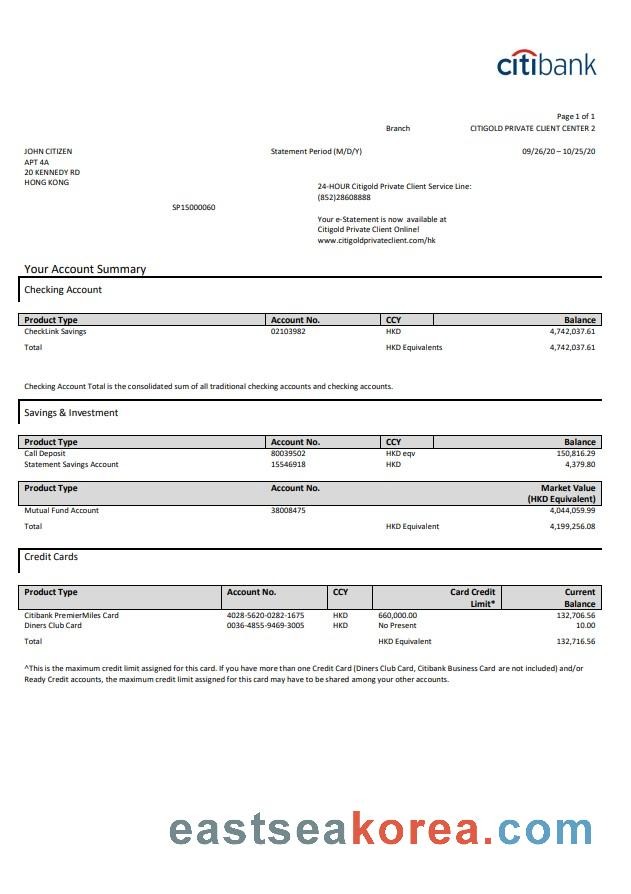 citibank
Page 1 of 1
Branch CITIGOLD PRIVATE CLIENT CENTER 2
JOHN CITIZEN Statement Period (M/D/Y) 09/26/20 – 10/25/20
APT 4A
20 KENNEDY RD
HONG KONG
24-HOUR Citigold Private Client Service Line:
(852)28608888
SP15000060
Your e-Statement is now available at
Citigold Private Client Online!
www.citigoldprivateclient.com/hk
Your Account Summary
Checking Account
Product Type Account No. CCY Balance
CheckLink Savings 02103982 HKD 4,742,037.61
Total HKD Equivalents 4,742,037.61
Checking Account Total is the consolidated sum of all traditional checking accounts and checking accounts.
Savings & Investment
Product Type Account No. CCY Balance
Call Deposit 80039502 HKD eqv 150,816.29
Statement Savings Account 15546918 HKD 4,379.80
Product Type Account No. Market Value
(HKD Equivalent)
Mutual Fund Account 38008475 4,044,059.99
Total HKD Equivalent 4,199,256.08
Credit Cards
Product Type Account No. CCY Card Credit Current
Limit* Balance
Citibank PremierMiles Card 4028-5620-0282-1675 HKD 660,000.00 132,706.56
Diners Club Card 0036-4855-9469-3005 HKD No Present 10.00
Total HKD Equivalent 132,716.56
^This is the maximum credit limit assigned for this card. If you have more than one Credit Card (Diners Club Card, Citibank Business Card are not included) and/or
Ready Credit accounts, the maximum credit limit assigned for this card may have to be shared among your other accounts.
eastseakorea.com